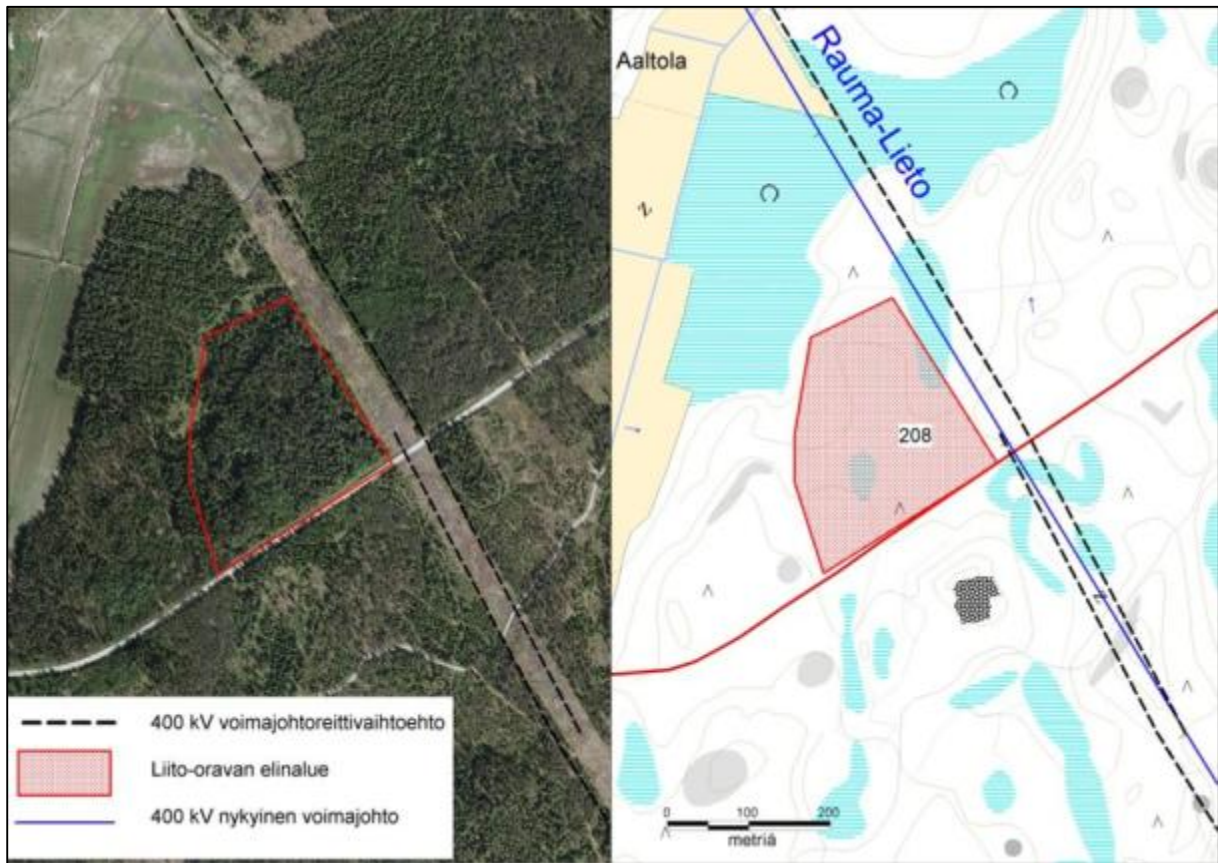 Aaltola
Rauma-Lieto
208
400 kV voimajohtoreittivaihtoehto
Liito-oravan elinalue
400 kV nykyinen voimajohto
0 100 200
metriä